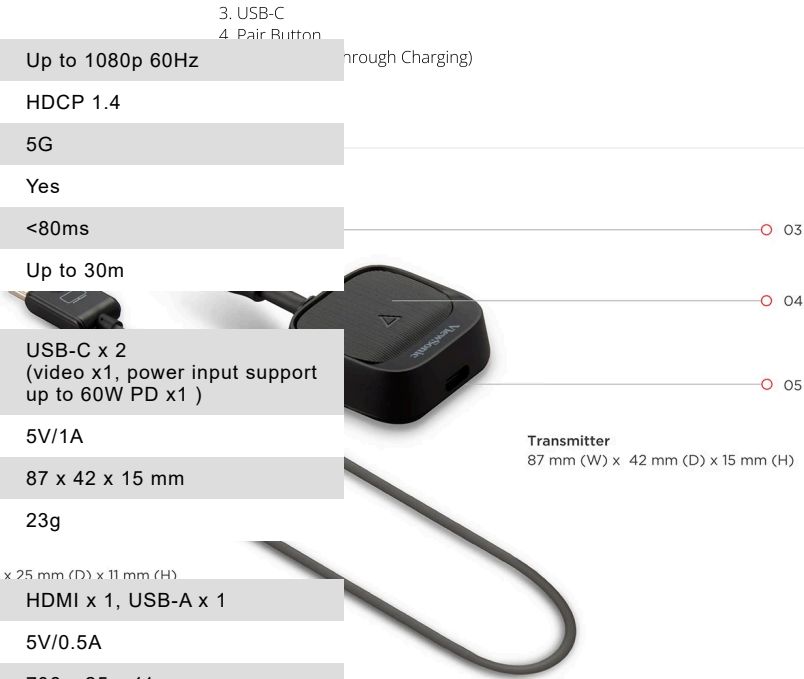 3. USB-C
4. Pair Button
hrough Charging)
Up to 1080p 60Hz
HDCP 1.4
5G
Yes
<80ms
Up to 30m
03
04
05
ViewSonic
USB-C x 2
(video x1, power input support
up to 60W PD x1 )
5V/1A
87 x 42 x 15 mm
23g
Transmitter
87 mm (W) x 42 mm (D) x 15 mm (H)
x 25 mm (D) x 11 mm (H)
HDMI x 1, USB-A x 1
5V/0.5A